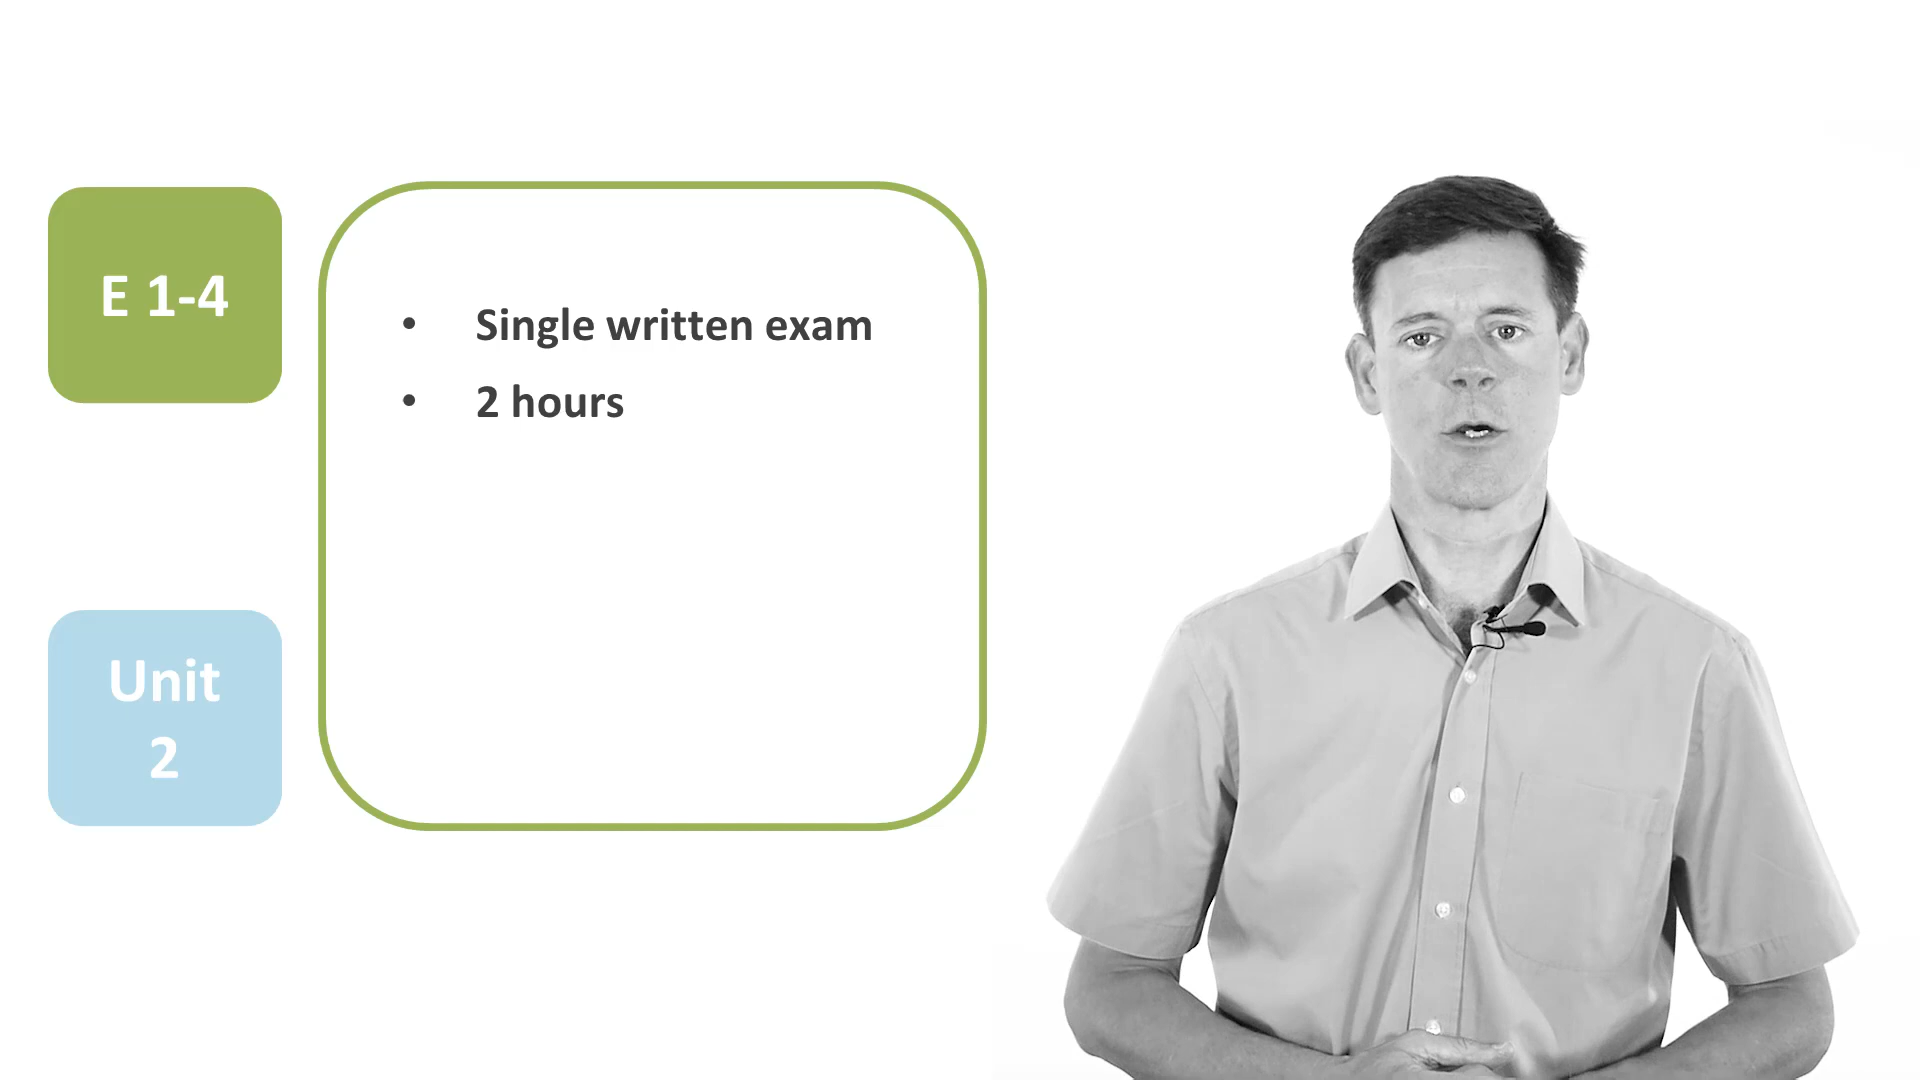 E 1-4
• Single written exam
• 2 hours
Unit
2